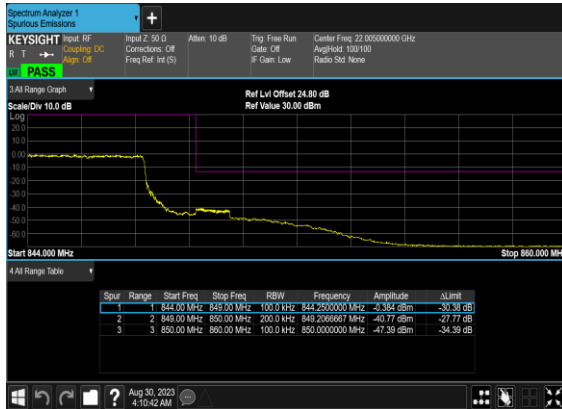 Spectrum Analyzer 1
Spurious Emissions
+
KEYSIGHT Input: RF Input Z: 50 Ω Atten: 10 dB Trig: Free Run Center Freq: 22.005000000 GHz
R T Coupling: DC Corrections: Off Gate: Off Avg|Hold: 100/100
Align: Off Freq Ref: Int (S) IF Gain: Low Radio Std: None
PASS
3 All Range Graph
Ref Lvl Offset 24.80 dB
Scale/Div 10.0 dB Ref Value 30.00 dBm
Log
20.0
10.0
0.00
-10.0
-20.0
-30.0
-40.0
-50.0
-60.0
Start 844.000 MHz Stop 860.000 MH
4 All Range Table
Spur Range Start Freq Stop Freq RBW Frequency Amplitude ΔLimit
1 1 844.00 MHz 849.00 MHz 100.0 kHz 844.2500000 MHz -0.384 dBm -30.38 dB
2 2 849.00 MHz 850.00 MHz 200.0 kHz 849.2066667 MHz -40.77 dBm -27.77 dB
3 3 850.00 MHz 860.00 MHz 100.0 kHz 850.0000000 MHz -47.39 dBm -34.39 dB
? Aug 30, 2023
4:10:42 AM